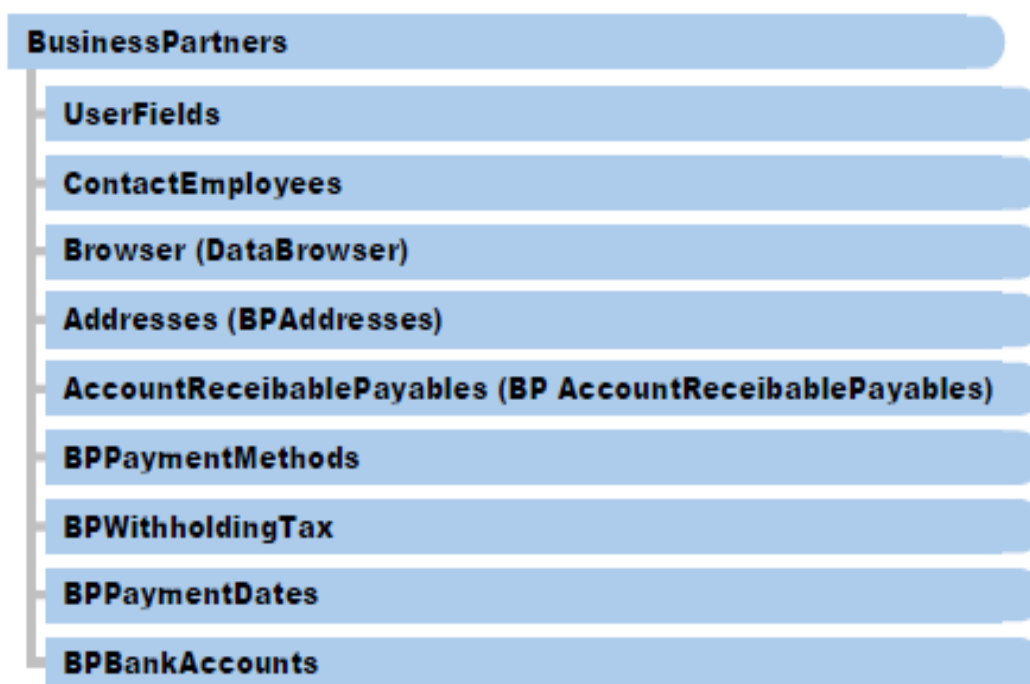 BusinessPartners
UserFields
ContactEmployees
Browser (DataBrowser)
Addresses (BPAddresses)
AccountReceibablePayables (BP AccountReceibablePayables)
BPPaymentMethods
BPWithholdingTax
BPPaymentDates
BPBankAccounts